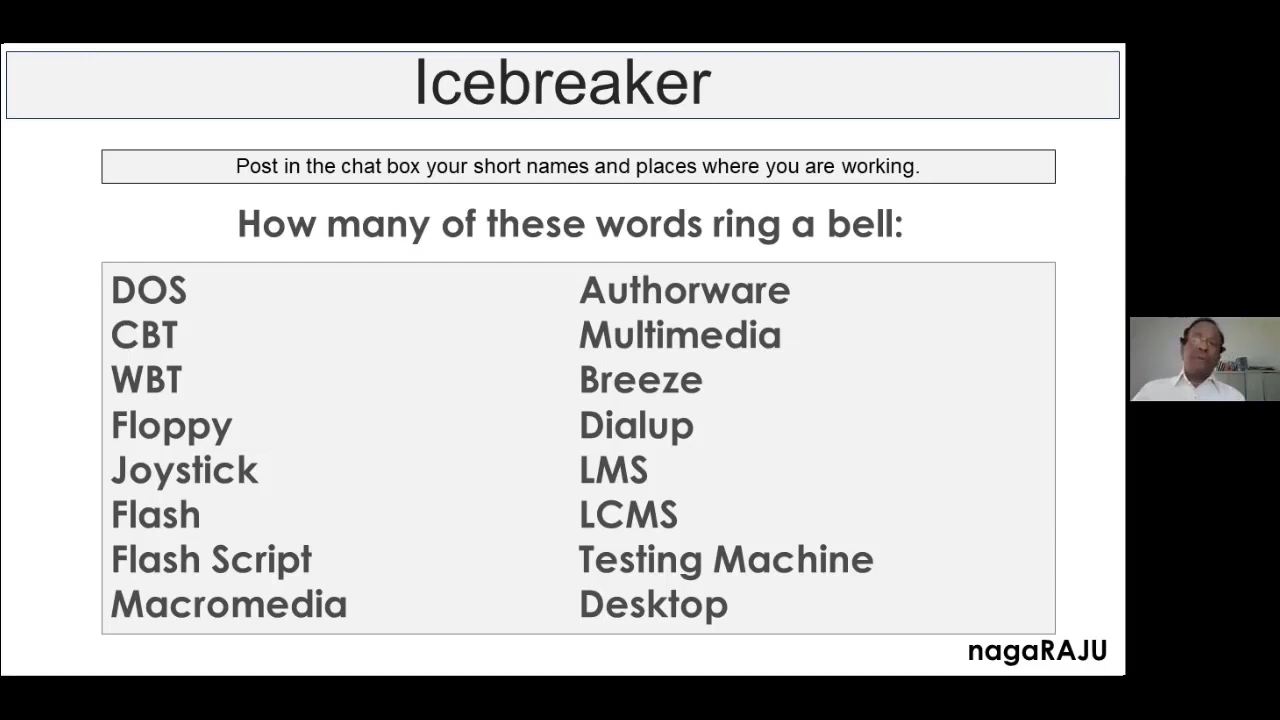 Icebreaker
Post in the chat box your short names and places where you are working.
How many of these words ring a bell:
DOS
CBT
WBT
Floppy
Joystick
Flash
Flash Script
Macromedia
Authorware
Multimedia
Breeze
Dialup
LMS
LCMS
Testing Machine
Desktop
nagaRAJU